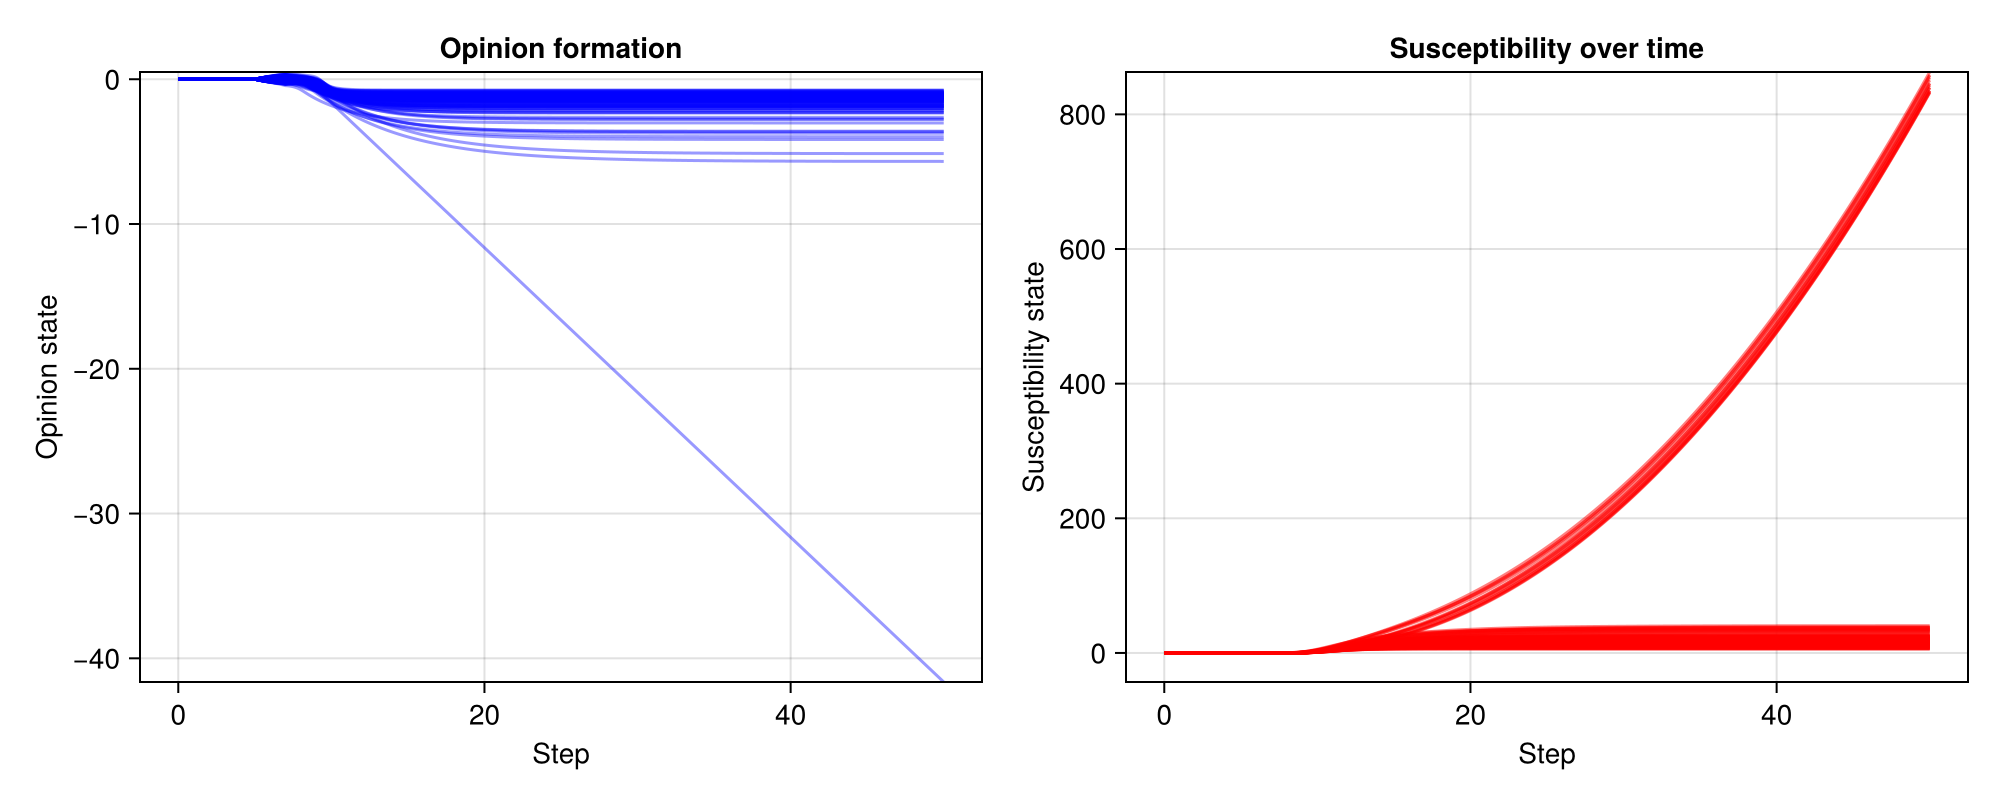 Opinion formation
Opinion state
0
−10
−20
−30
−40
0
20
40
Step
Susceptibility over time
Susceptibility state
800
600
400
200
0
0
20
40
Step